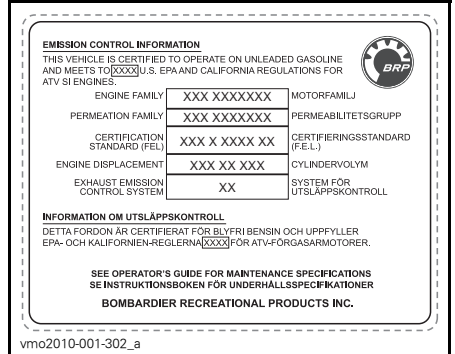 EMISSION CONTROL INFORMATION
THIS VEHICLE IS CERTIFIED TO OPERATE ON UNLEADED GASOLINE
AND MEETS TO XXXX U.S. EPA AND CALIFORNIA REGULATIONS FOR
ATV SI ENGINES.
BRP
ENGINE FAMILY XXX XXXXXXX MOTORFAMILJ
PERMEATION FAMILY XXX XXXXXXX PERMEABILITETSGRUPP
CERTIFICATION STANDARD (FEL) XXX X XXXX XX CERTIFIERINGSSTANDARD (F.E.L.)
ENGINE DISPLACEMENT XXX XX XXX CYLINDERVOLYM
EXHAUST EMISSION CONTROL SYSTEM XX SYSTEM FÖR UTSLÄPPSKONTROLL
INFORMATION OM UTSLÄPPSKONTROLL
DETTA FORDON ÄR CERTIFIERAT FÖR BLYFRI BENSIN OCH UPPFYLLER
EPA- OCH KALIFORNIEN-REGLERNA XXXX FÖR ATV-FÖRGASARMOTORER.
SEE OPERATOR'S GUIDE FOR MAINTENANCE SPECIFICATIONS
SE INSTRUKTIONSBOKEN FÖR UNDERHÅLLSSPECIFIKATIONER
BOMBARDIER RECREATIONAL PRODUCTS INC.
vmo2010-001-302_a